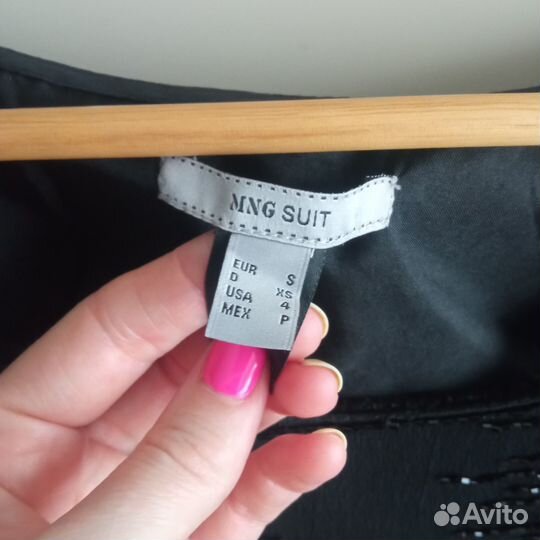 MNG SUIT
EUR S
D XS
USA 4
MEX P
Avito